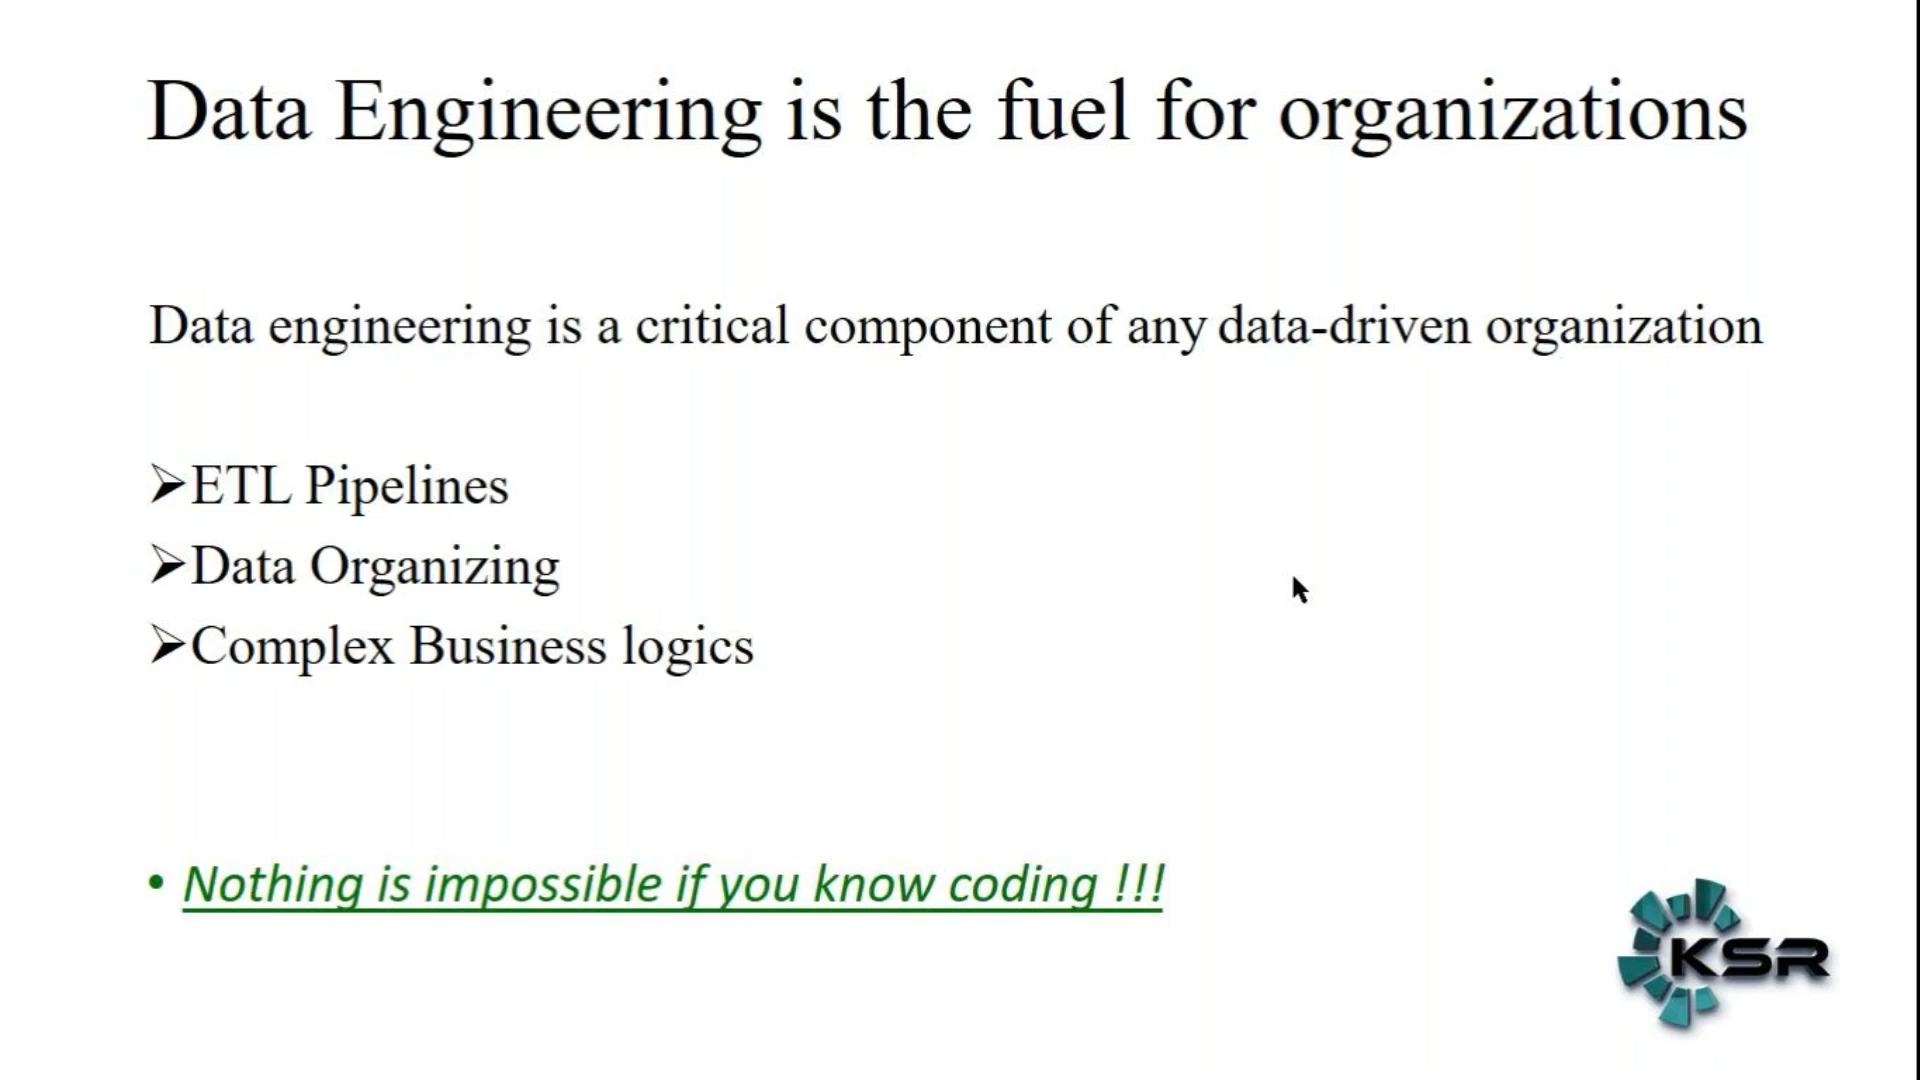 Data Engineering is the fuel for organizations
Data engineering is a critical component of any data-driven organization
➢ETL Pipelines
➢Data Organizing
➢Complex Business logics
• Nothing is impossible if you know coding !!!
KSR